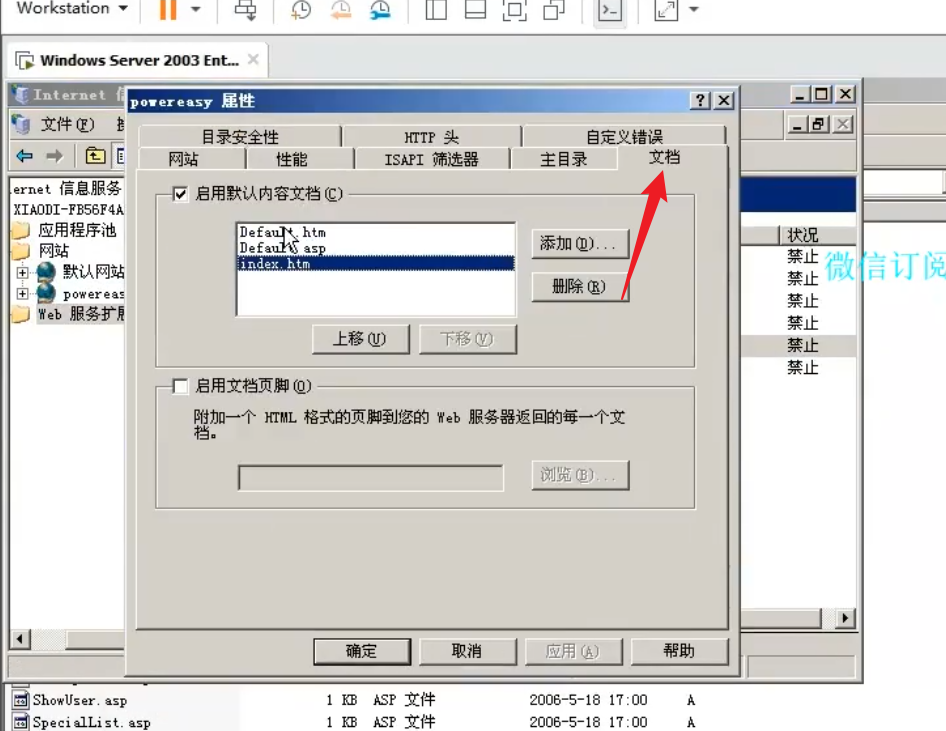 Workstation
Windows Server 2003 Ent...
Internet
powereasy 属性
文件(F)
目录安全性
HTTP 头
自定义错误
网站
性能
ISAPI 筛选器
主目录
文档
ernet 信息服务
XIAODI-FB56F4A
应用程序池
网站
默认网站
powereas
Web 服务扩展
启用默认内容文档(C)
Default.htm
Default.asp
index.htm
添加(D)...
删除(R)
上移(U)
下移(V)
状况
禁止
禁止
禁止
禁止
禁止
禁止
微信订阅
启用文档页脚(O)
附加一个 HTML 格式的页脚到您的 Web 服务器返回的每一个文
档。
浏览(B)...
确定
取消
应用(A)
帮助
ShowUser.asp 1 KB ASP 文件 2006-5-18 17:00 A
SpecialList.asp 1 KB ASP 文件 2006-5-18 17:00 A